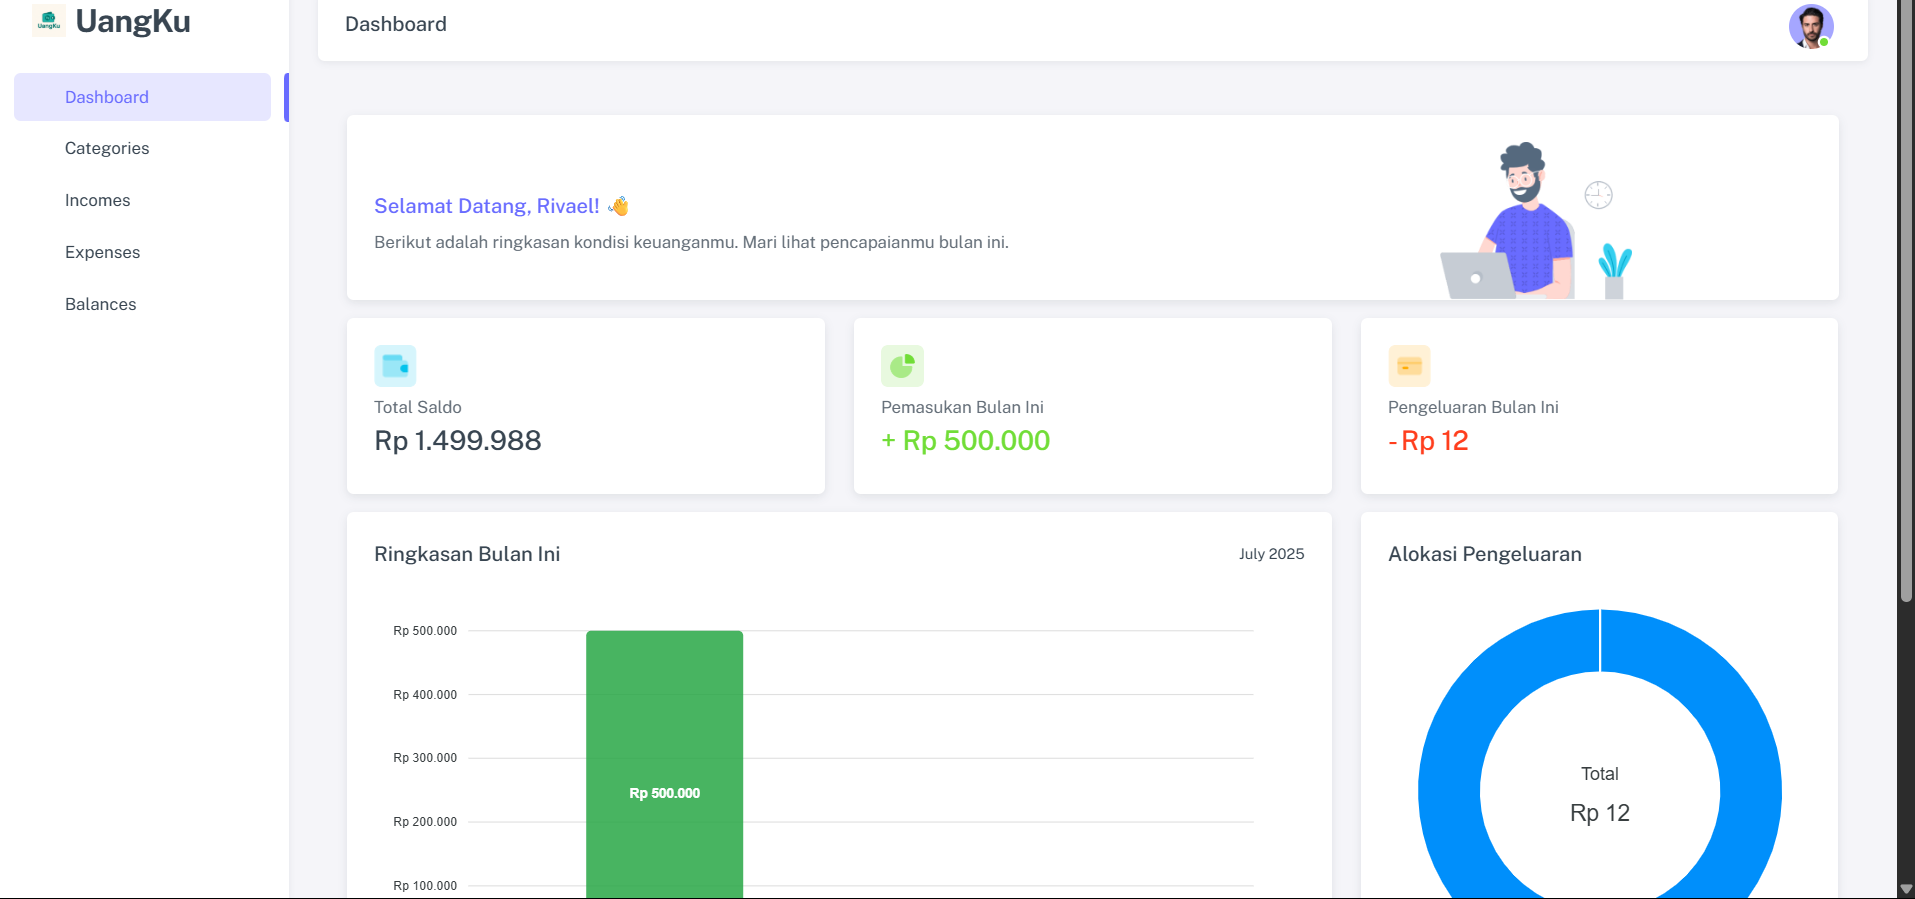 UangKu
UangKu
Dashboard
Dashboard
Categories
Incomes
Expenses
Balances
Selamat Datang, Rivael! 👋
Berikut adalah ringkasan kondisi keuanganmu. Mari lihat pencapaianmu bulan ini.
Total Saldo
Rp 1.499.988
Pemasukan Bulan Ini
+ Rp 500.000
Pengeluaran Bulan Ini
- Rp 12
Ringkasan Bulan Ini
July 2025
Rp 500.000
Rp 400.000
Rp 300.000
Rp 200.000
Rp 100.000
Rp 500.000
Alokasi Pengeluaran
Total
Rp 12